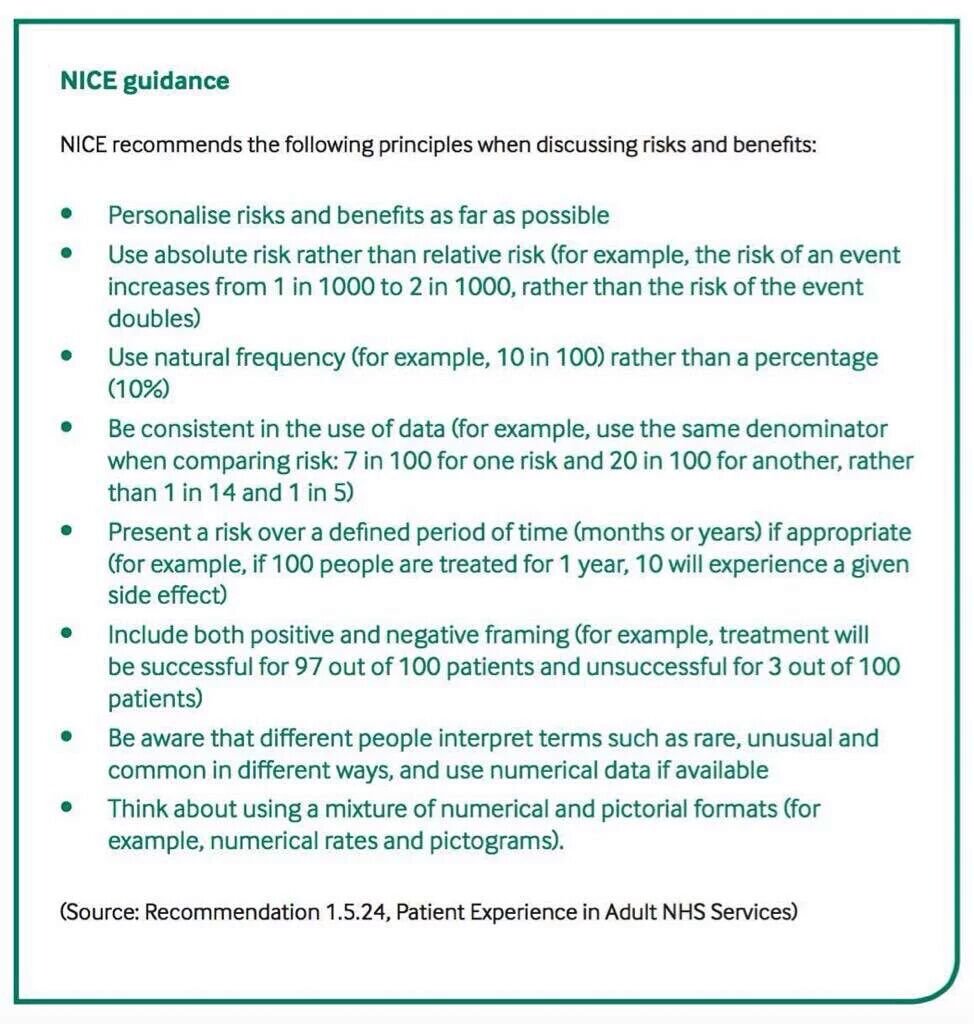 NICE guidance
NICE recommends the following principles when discussing risks and benefits:
• Personalise risks and benefits as far as possible
• Use absolute risk rather than relative risk (for example, the risk of an event
increases from 1 in 1000 to 2 in 1000, rather than the risk of the event
doubles)
• Use natural frequency (for example, 10 in 100) rather than a percentage
(10%)
• Be consistent in the use of data (for example, use the same denominator
when comparing risk: 7 in 100 for one risk and 20 in 100 for another, rather
than 1 in 14 and 1 in 5)
• Present a risk over a defined period of time (months or years) if appropriate
(for example, if 100 people are treated for 1 year, 10 will experience a given
side effect)
• Include both positive and negative framing (for example, treatment will
be successful for 97 out of 100 patients and unsuccessful for 3 out of 100
patients)
• Be aware that different people interpret terms such as rare, unusual and
common in different ways, and use numerical data if available
• Think about using a mixture of numerical and pictorial formats (for
example, numerical rates and pictograms).
(Source: Recommendation 1.5.24, Patient Experience in Adult NHS Services)